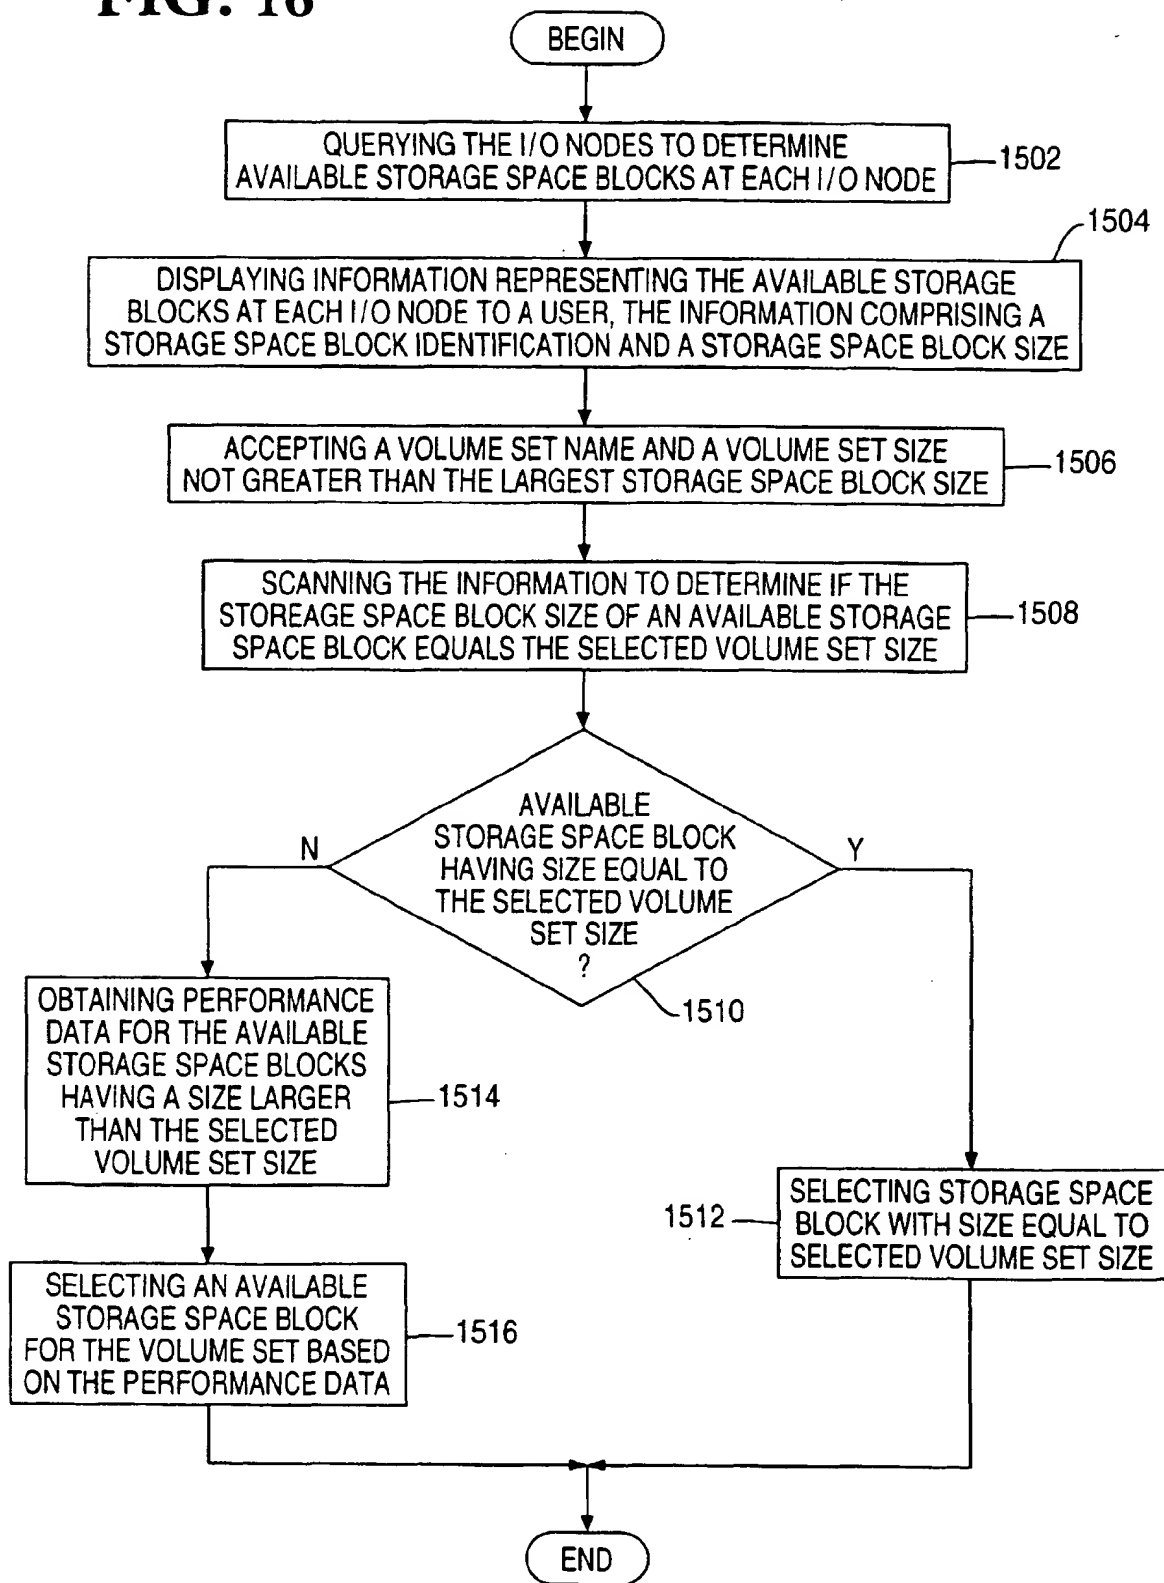 FIG. 16
BEGIN
QUERYING THE I/O NODES TO DETERMINE
AVAILABLE STORAGE SPACE BLOCKS AT EACH I/O NODE
1502
1504
DISPLAYING INFORMATION REPRESENTING THE AVAILABLE STORAGE
BLOCKS AT EACH I/O NODE TO A USER, THE INFORMATION COMPRISING A
STORAGE SPACE BLOCK IDENTIFICATION AND A STORAGE SPACE BLOCK SIZE
ACCEPTING A VOLUME SET NAME AND A VOLUME SET SIZE
NOT GREATER THAN THE LARGEST STORAGE SPACE BLOCK SIZE
1506
SCANNING THE INFORMATION TO DETERMINE IF THE
STOREAGE SPACE BLOCK SIZE OF AN AVAILABLE STORAGE
SPACE BLOCK EQUALS THE SELECTED VOLUME SET SIZE
1508
AVAILABLE
STORAGE SPACE BLOCK
HAVING SIZE EQUAL TO
THE SELECTED VOLUME
SET SIZE
?
N
Y
1510
OBTAINING PERFORMANCE
DATA FOR THE AVAILABLE
STORAGE SPACE BLOCKS
HAVING A SIZE LARGER
THAN THE SELECTED
VOLUME SET SIZE
1514
1512
SELECTING STORAGE SPACE
BLOCK WITH SIZE EQUAL TO
SELECTED VOLUME SET SIZE
SELECTING AN AVAILABLE
STORAGE SPACE BLOCK
FOR THE VOLUME SET BASED
ON THE PERFORMANCE DATA
1516
END